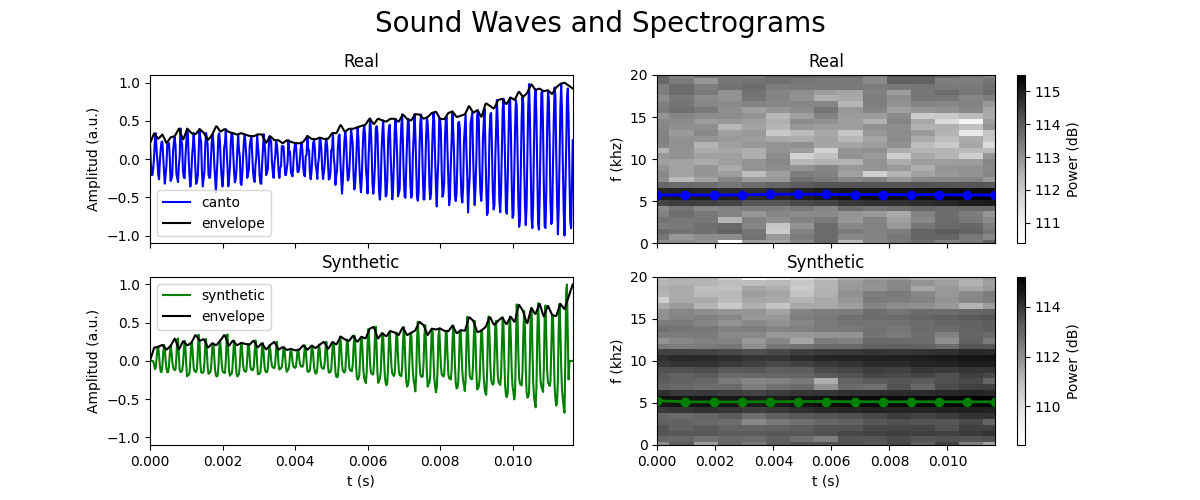 Sound Waves and Spectrograms
Real
1.0
0.5
0.0
−0.5
−1.0
Amplitud (a.u.)
canto
envelope
Real
20
15
10
5
0
f (khz)
115
114
113
112
111
Power (dB)
Synthetic
1.0
0.5
0.0
−0.5
−1.0
Amplitud (a.u.)
synthetic
envelope
0.000 0.002 0.004 0.006 0.008 0.010
t (s)
Synthetic
20
15
10
5
0
f (khz)
0.000 0.002 0.004 0.006 0.008 0.010
t (s)
114
112
110
Power (dB)